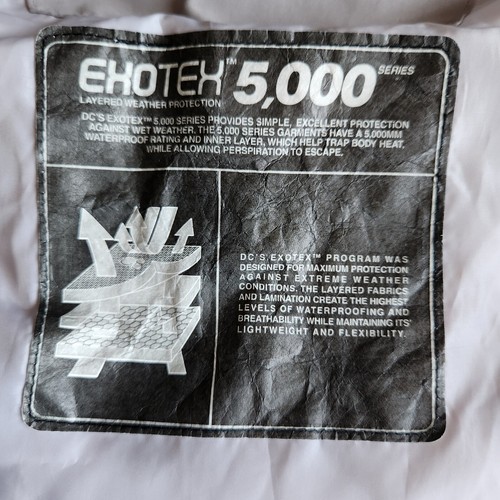 EXOTEX™ 5,000 SERIES
LAYERED WEATHER PROTECTION
DC'S EXOTEX™ 5,000 SERIES PROVIDES SIMPLE, EXCELLENT PROTECTION
AGAINST WET WEATHER. THE 5,000 SERIES GARMENTS HAVE A 5,000MM
WATERPROOF RATING AND INNER LAYER, WHICH HELP TRAP BODY HEAT,
WHILE ALLOWING PERSPIRATION TO ESCAPE.
DC'S EXOTEX™ PROGRAM WAS
DESIGNED FOR MAXIMUM PROTECTION
AGAINST EXTREME WEATHER
CONDITIONS. THE LAYERED FABRICS
AND LAMINATION CREATE THE HIGHEST
LEVELS OF WATERPROOFING AND
BREATHABILITY WHILE MAINTAINING ITS'
LIGHTWEIGHT AND FLEXIBILITY.